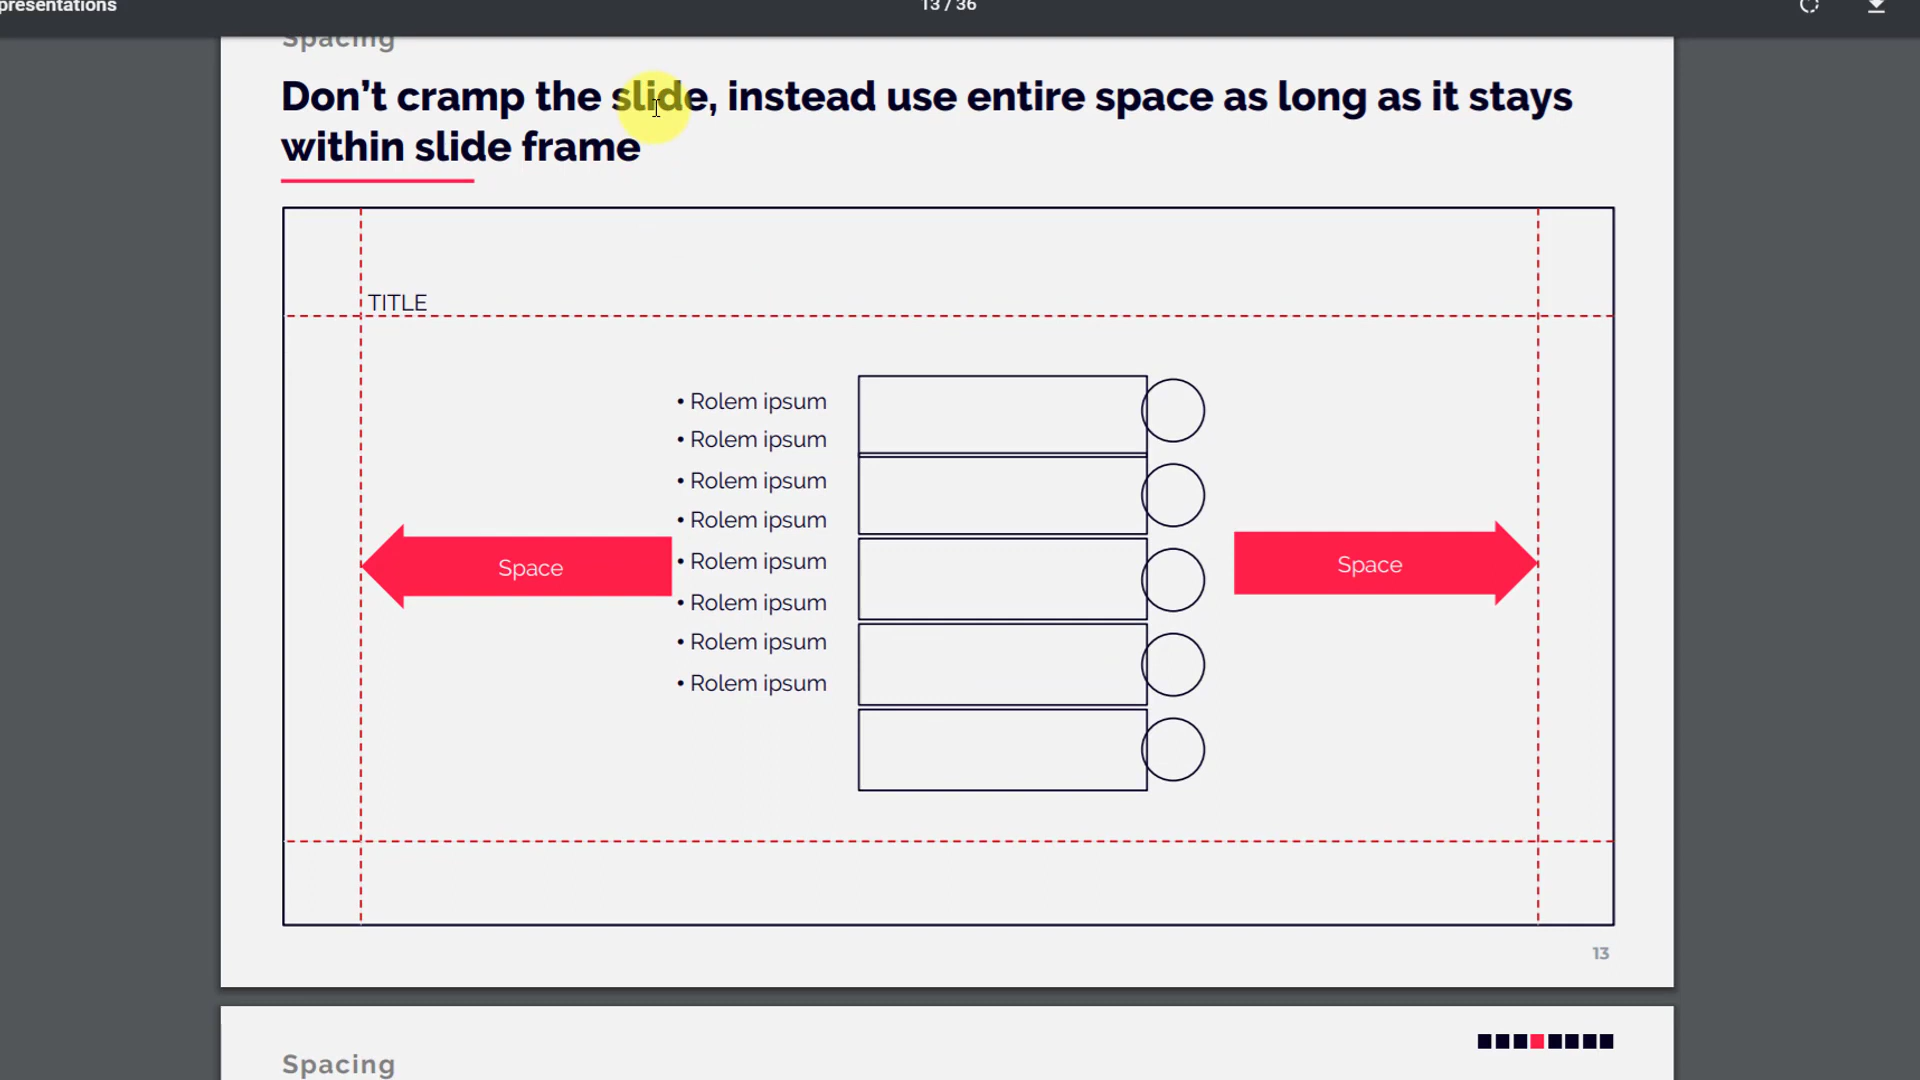 presentations
13 / 36
Spacing
Don’t cramp the slide, instead use entire space as long as it stays
within slide frame
TITLE
• Rolem ipsum
• Rolem ipsum
• Rolem ipsum
• Rolem ipsum
• Rolem ipsum
• Rolem ipsum
• Rolem ipsum
• Rolem ipsum
Space
Space
13
Spacing